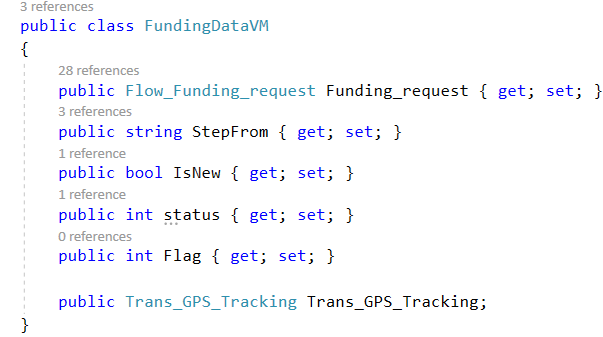 3 references
public class FundingDataVM
{
28 references
public Flow_Funding_request Funding_request { get; set; }
3 references
public string StepFrom { get; set; }
1 reference
public bool IsNew { get; set; }
1 reference
public int status { get; set; }
0 references
public int Flag { get; set; }
public Trans_GPS_Tracking Trans_GPS_Tracking;
}